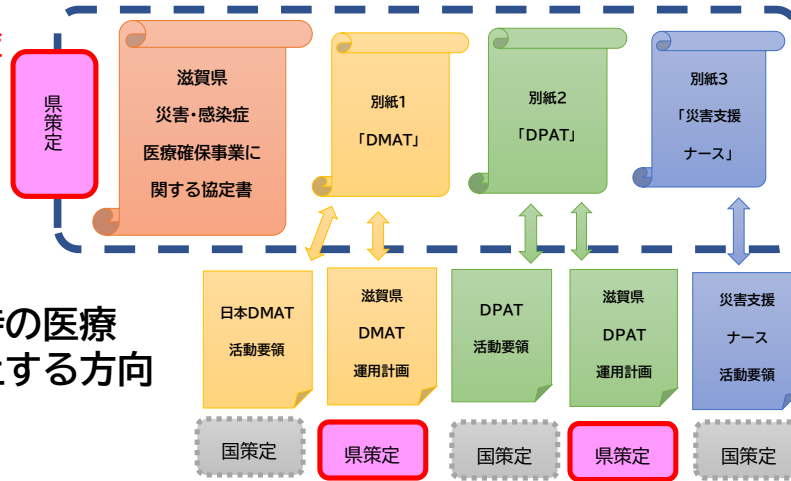 県策定
滋賀県
災害・感染症
医療確保事業に
関する協定書
別紙1
「DMAT」
別紙2
「DPAT」
別紙3
「災害支援
ナース」
の医療
する方向
日本DMAT
活動要領
滋賀県
DMAT
運用計画
DPAT
活動要領
滋賀県
DPAT
運用計画
災害支援
ナース
活動要領
国策定
県策定
国策定
県策定
国策定